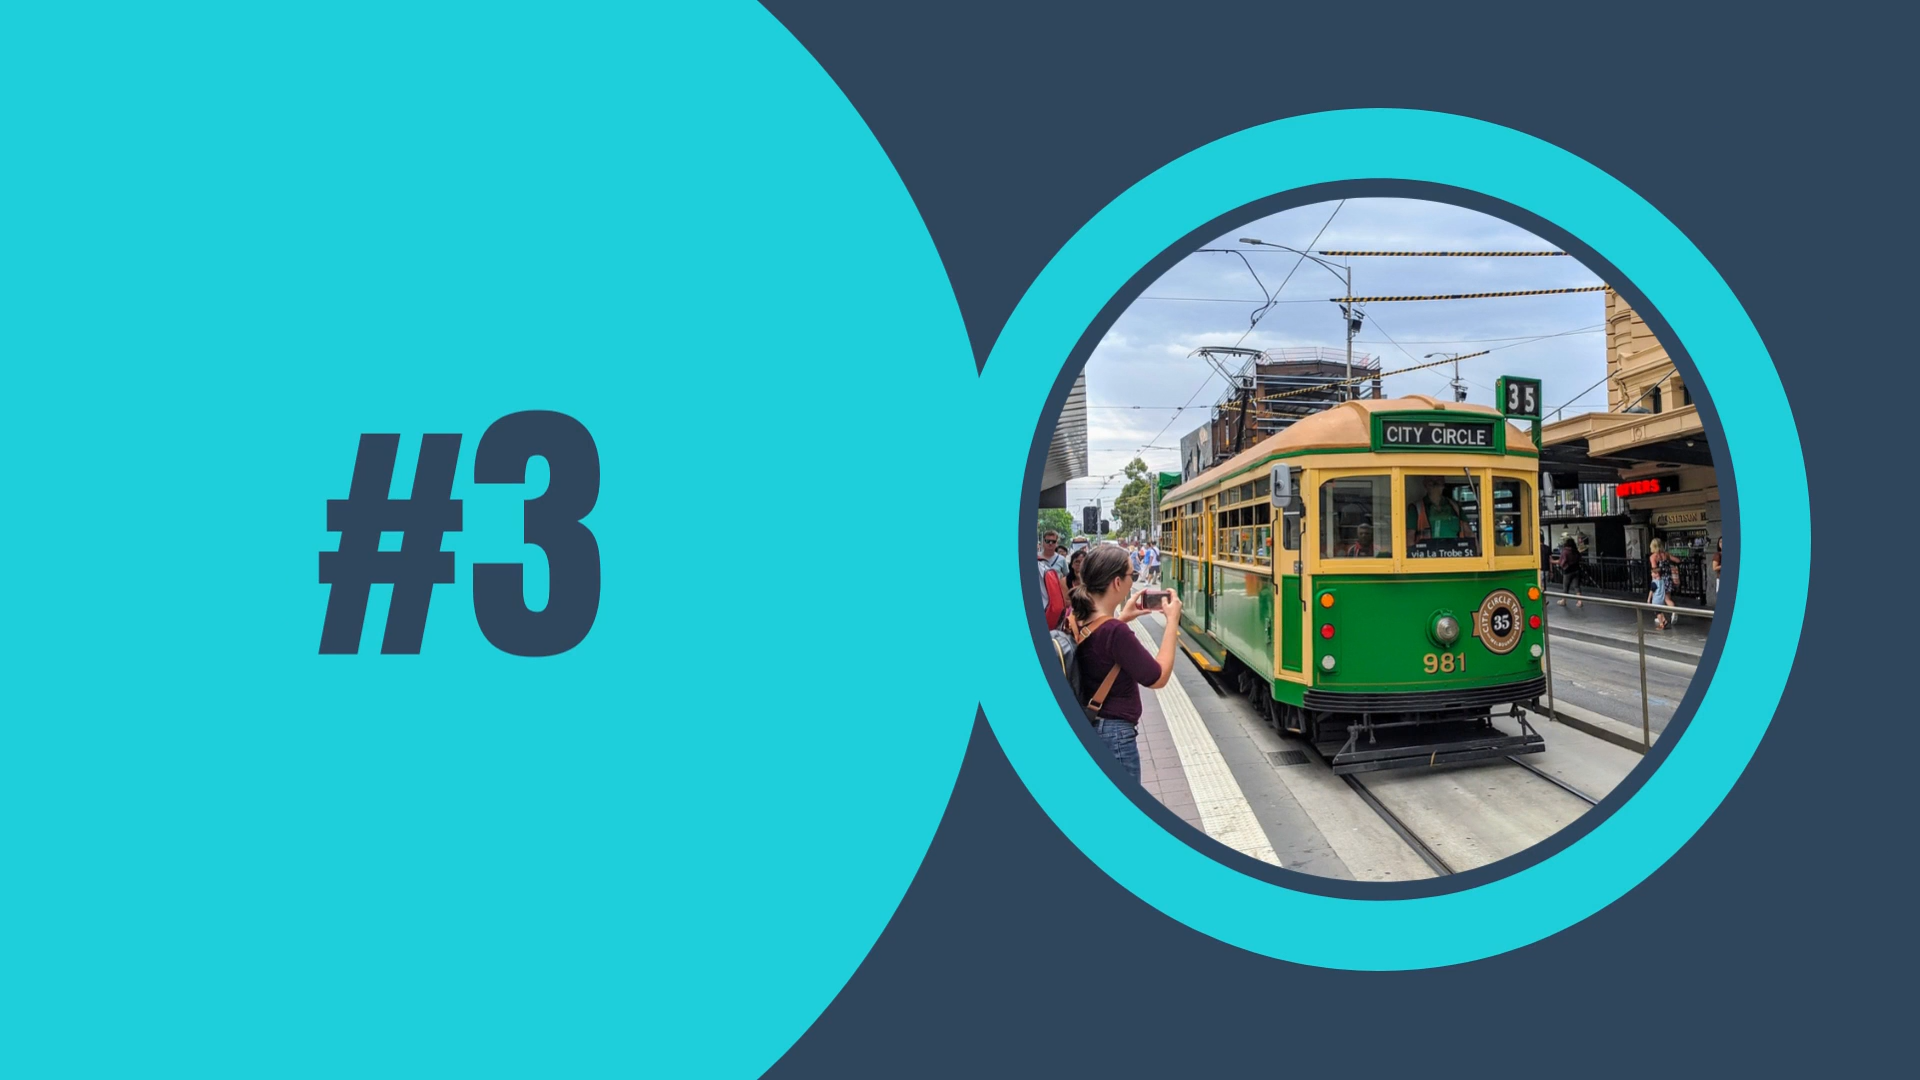 #3
35
CITY CIRCLE
via La Trobe St
CITY CIRCLE TRAM
35
981